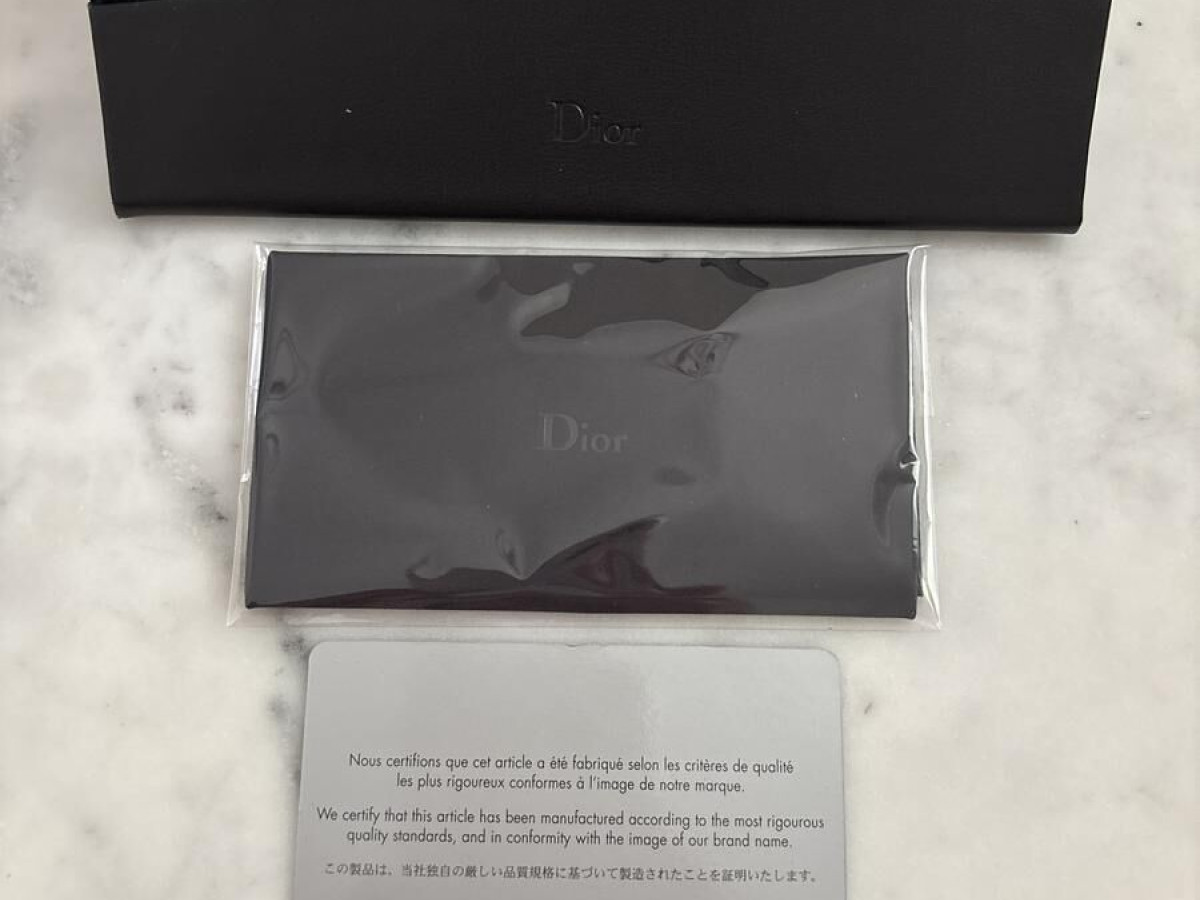 Dior
Dior
Nous certifions que cet article a été fabriqué selon les critères de qualité
les plus rigoureux conformes à l'image de notre marque.
We certify that this article has been manufactured according to the most rigourous
quality standards, and in conformity with the image of our brand name.
この製品は、当社独自の厳しい品質規格に基づいて製造されたことを証明いたします。